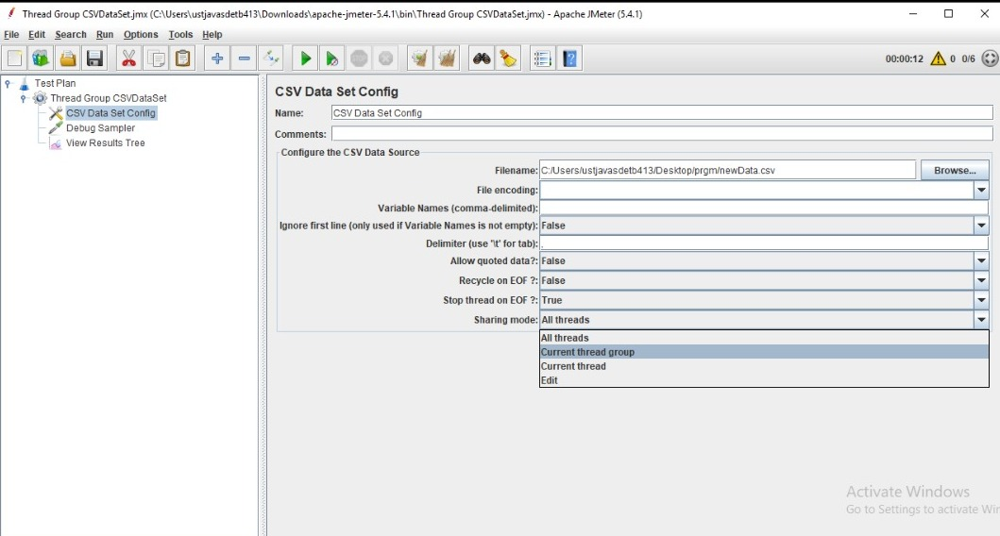 Thread Group CSVDataSet.jmx (C:\Users\ustjavasdetb413\Downloads\apache-jmeter-5.4.1\bin\Thread Group CSVDataSet.jmx) - Apache JMeter (5.4.1)
File Edit Search Run Options Tools Help
00:00:12 0 0/6
Test Plan
Thread Group CSVDataSet
CSV Data Set Config
Debug Sampler
View Results Tree
CSV Data Set Config
Name: CSV Data Set Config
Comments:
Configure the CSV Data Source
Filename: C:/Users/ustjavasdetb413/Desktop/prgm/newData.csv Browse...
File encoding:
Variable Names (comma-delimited):
Ignore first line (only used if Variable Names is not empty): False
Delimiter (use '\t' for tab): ,
Allow quoted data?: False
Recycle on EOF ?: False
Stop thread on EOF ?: True
Sharing mode: All threads
All threads
Current thread group
Current thread
Edit
Activate Windows
Go to Settings to activate Win